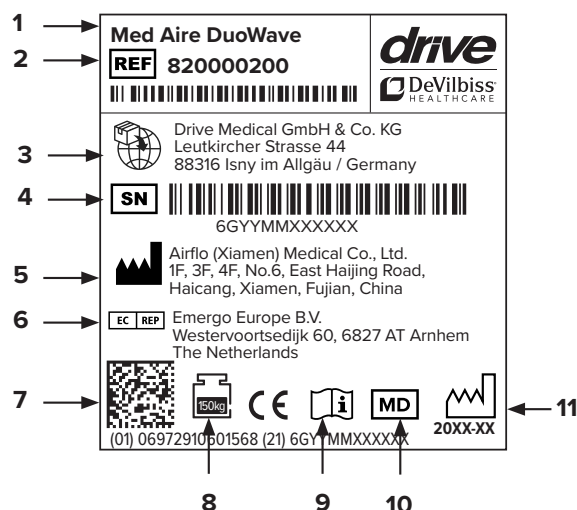 1 Med Aire DuoWave
2 REF 820000200
drive
DeVilbiss
HEALTHCARE
Drive Medical GmbH & Co. KG
Leutkircher Strasse 44
3 88316 Isny im Allgäu / Germany
4 SN
6GYYMMXXXXXX
Airflo (Xiamen) Medical Co., Ltd.
5 1F, 3F, 4F, No.6, East Haijing Road,
Haicang, Xiamen, Fujian, China
6 EC REP Emergo Europe B.V.
Westervoortsedijk 60, 6827 AT Arnhem
The Netherlands
7 150kg CE i MD 11
20XX-XX
(01) 06972910601568 (21) 6GYYMMXXXXXX
8 9 10